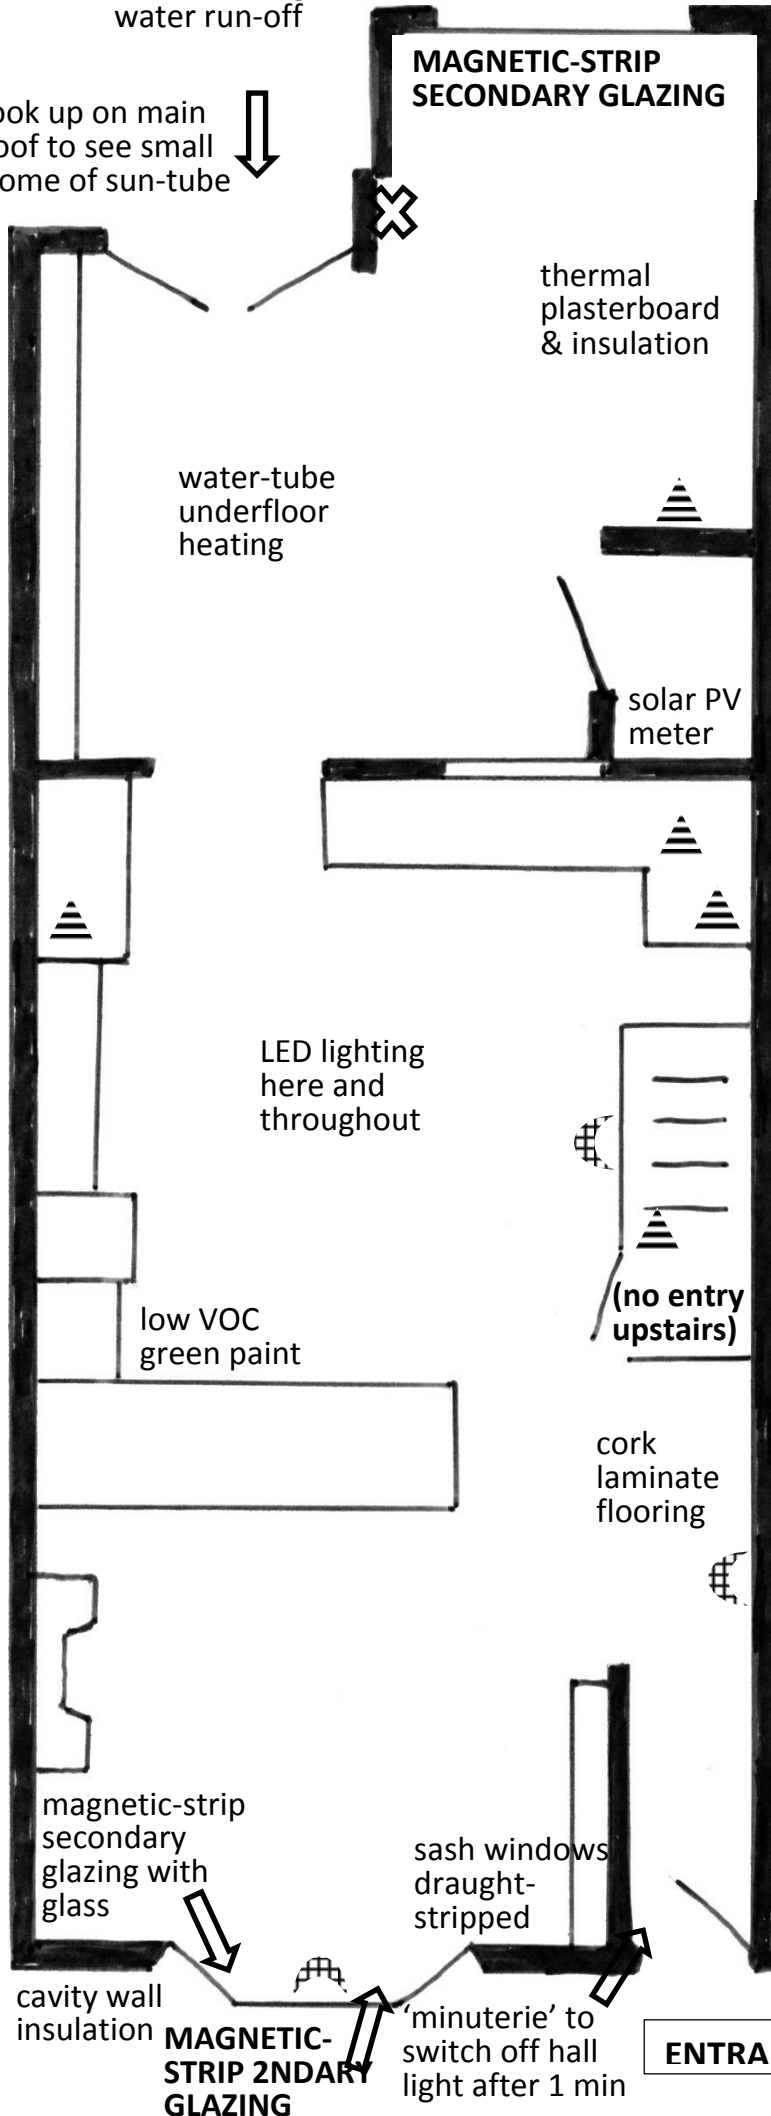 water run-off
MAGNETIC-STRIP
SECONDARY GLAZING
ook up on main
oof to see small
ome of sun-tube
thermal
plasterboard
& insulation
water-tube
underfloor
heating
solar PV
meter
LED lighting
here and
throughout
(no entry
upstairs)
low VOC
green paint
cork
laminate
flooring
magnetic-strip
secondary
glazing with
glass
sash windows
draught-
stripped
cavity wall
insulation
MAGNETIC-
STRIP 2NDARY
GLAZING
‘minuterie’ to
switch off hall
light after 1 min
ENTRA